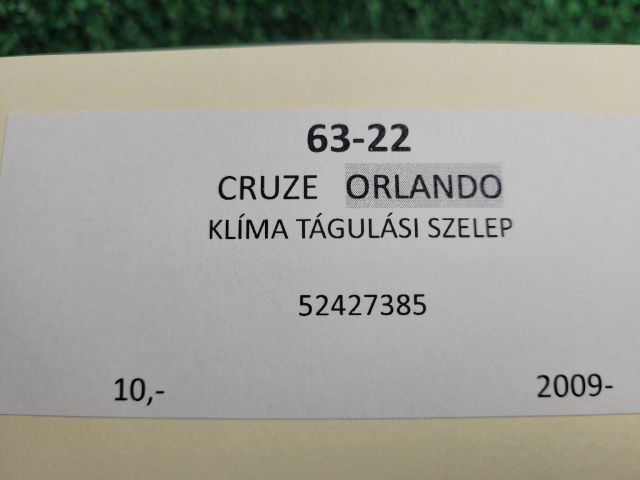 63-22
CRUZE ORLANDO
KLÍMA TÁGULÁSI SZELEP
52427385
10,- 2009-